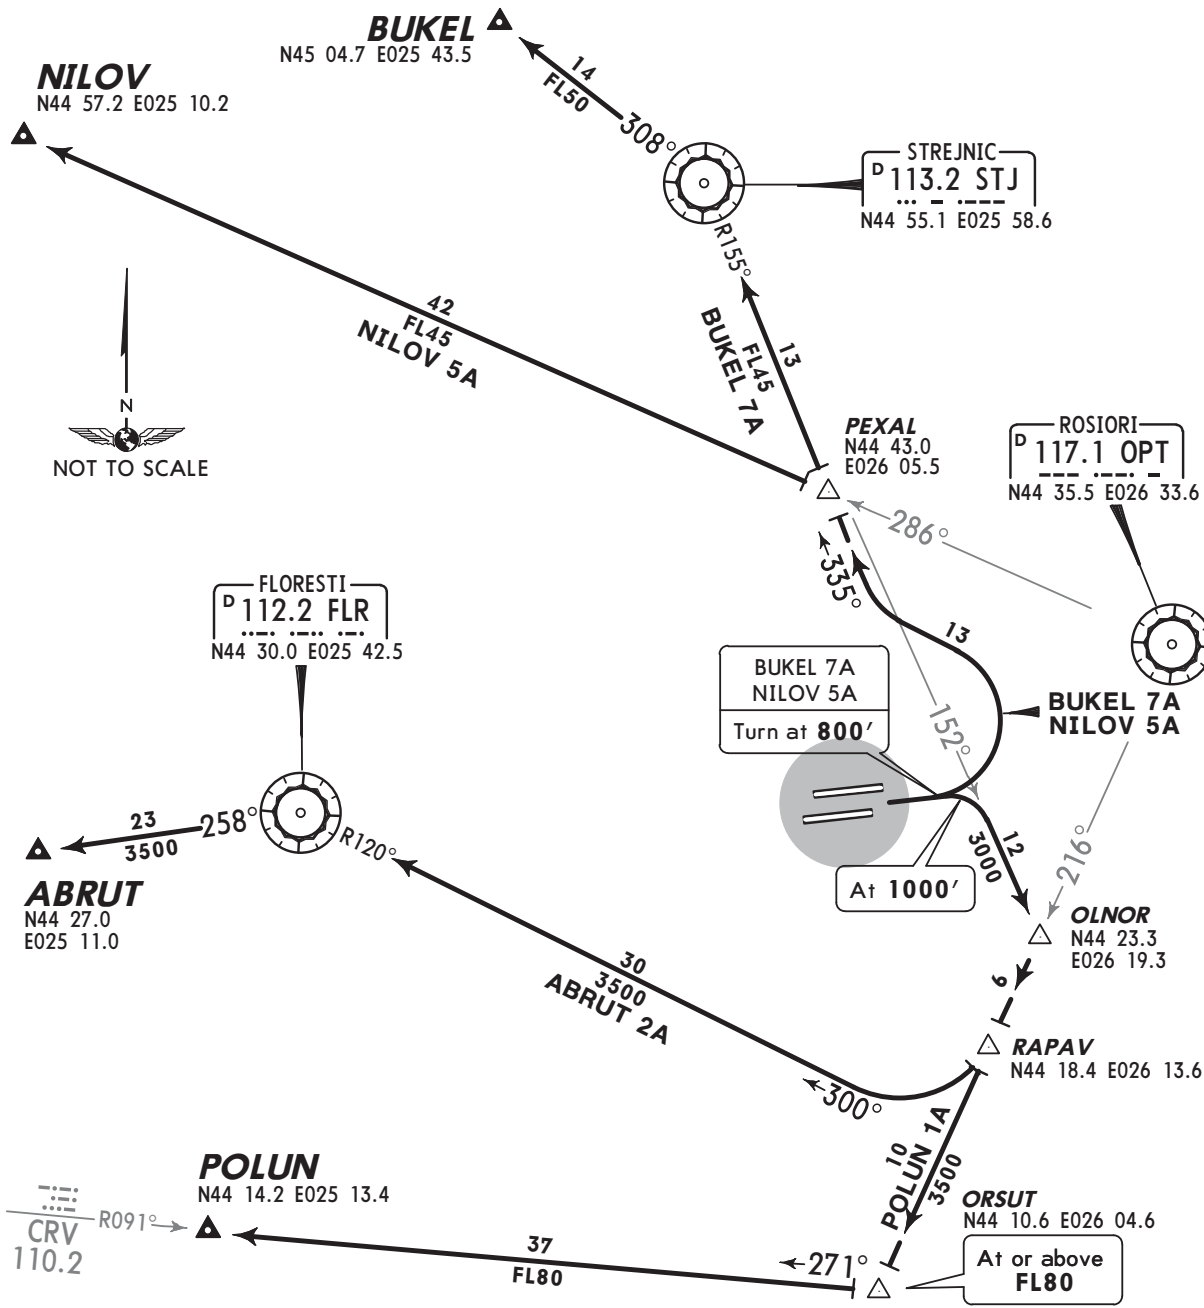 BUKEL
N45 04.7 E025 43.5
NILOV
N44 57.2 E025 10.2
14
FL50
308°
STREJNIC
D 113.2 STJ
N44 55.1 E025 58.6
R155°
42
FL45
NILOV 5A
13
FL45
BUKEL 7A
N
NOT TO SCALE
PEXAL
N44 43.0
E026 05.5
ROSIORI
D 117.1 OPT
N44 35.5 E026 33.6
286°
335°
FLORESTI
D 112.2 FLR
N44 30.0 E025 42.5
13
BUKEL 7A
NILOV 5A
Turn at 800'
BUKEL 7A
NILOV 5A
152°
23
3500
258°
R120°
12
3000
216°
At 1000'
ABRUT
N44 27.0
E025 11.0
OLNOR
N44 23.3
E026 19.3
30
3500
ABRUT 2A
6
RAPAV
N44 18.4 E026 13.6
300°
10
POLUN 1A
3500
POLUN
N44 14.2 E025 13.4
ORSUT
N44 10.6 E026 04.6
CRV
110.2
R091°
37
FL80
271°
At or above
FL80